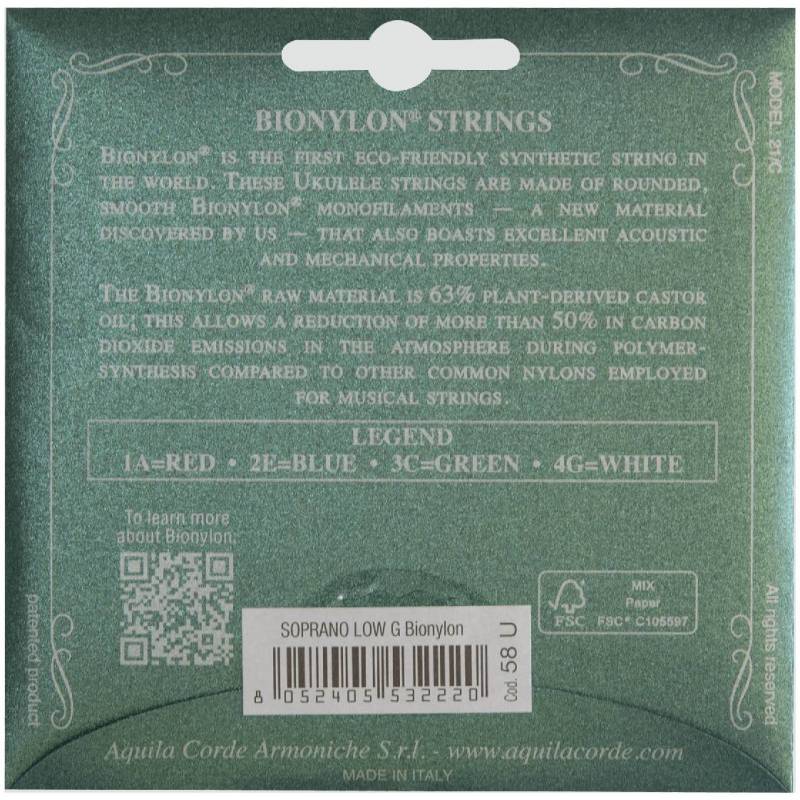 BIONYLON® STRINGS
BIONYLON® IS THE FIRST ECO-FRIENDLY SYNTHETIC STRING IN
THE WORLD. THESE UKULELE STRINGS ARE MADE OF ROUNDED,
SMOOTH BIONYLON® MONOFILAMENTS — A NEW MATERIAL
DISCOVERED BY US — THAT ALSO BOASTS EXCELLENT ACOUSTIC
AND MECHANICAL PROPERTIES.
THE BIONYLON® RAW MATERIAL IS 63% PLANT-DERIVED CASTOR
OIL; THIS ALLOWS A REDUCTION OF MORE THAN 50% IN CARBON
DIOXIDE EMISSIONS IN THE ATMOSPHERE DURING POLYMER-
SYNTHESIS COMPARED TO OTHER COMMON NYLONS EMPLOYED
FOR MUSICAL STRINGS.
LEGEND
1A=RED • 2E=BLUE • 3C=GREEN • 4G=WHITE
MODEL 21/C
To learn more
about Bionylon.
MIX
Paper
FSC FSC® C105597
SOPRANO LOW G Bionylon
8 052405 532220
Cod. 58 U
patented product
All rights reserved
Aquila Corde Armoniche S.r.l. - www.aquilacorde.com
MADE IN ITALY